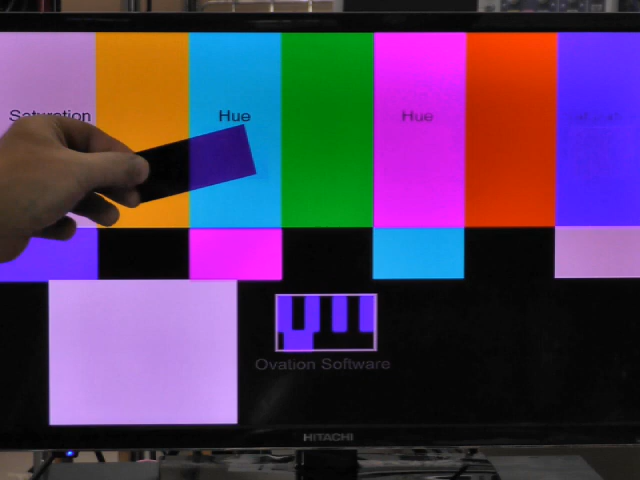 Saturation
Hue
Hue
Ovation Software
HITACHI